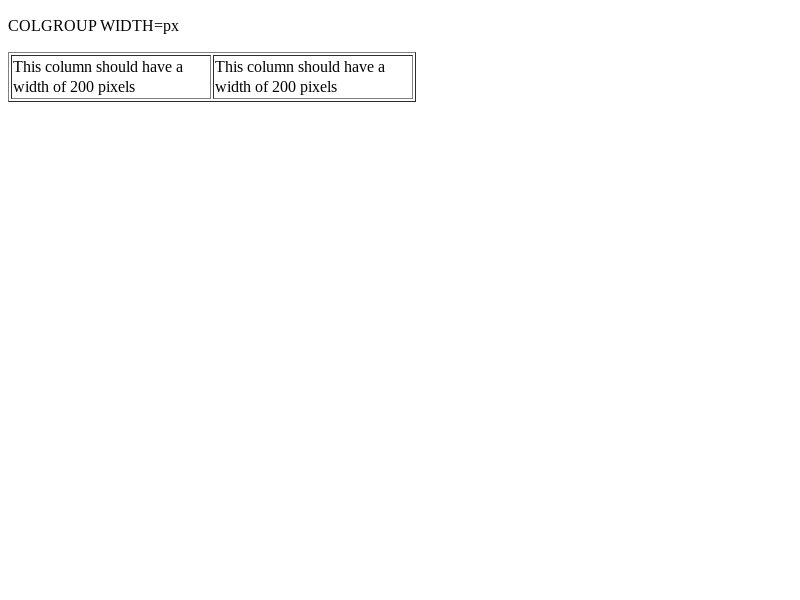 COLGROUP WIDTH=px
This column should have a
width of 200 pixels
This column should have a
width of 200 pixels